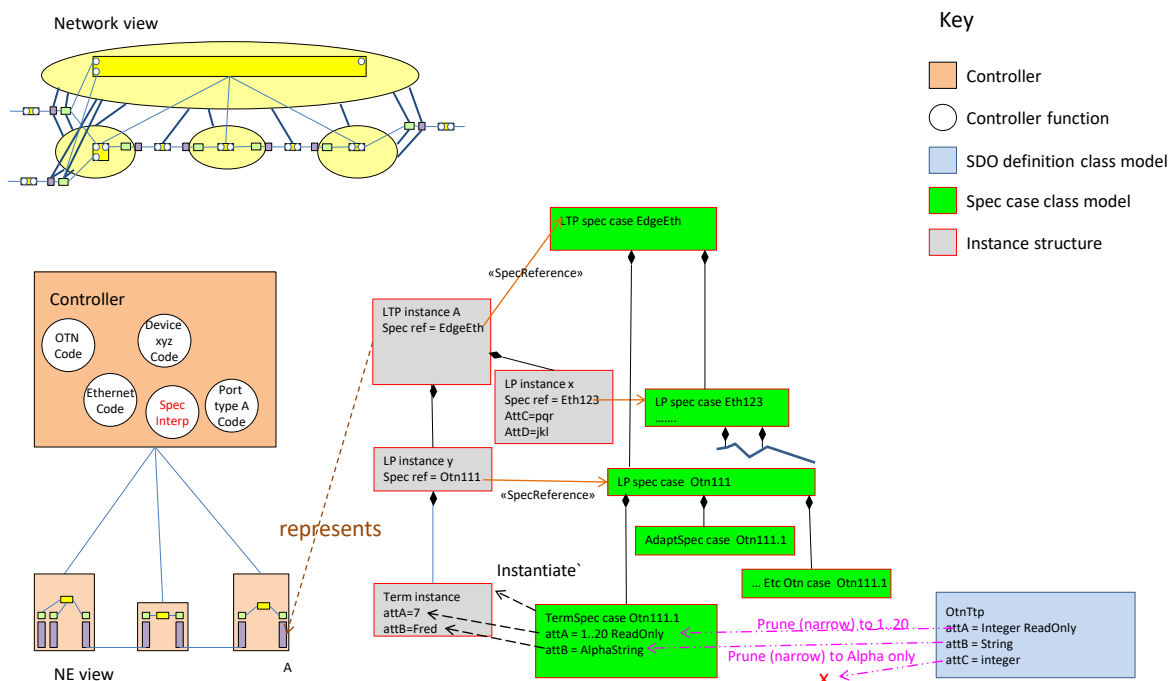 Network view
Key
Controller
Controller function
SDO definition class model
Spec case class model
Instance structure
LTP spec case EdgeEth
«SpecReference»
Controller
OTN
Code
Device
xyz
Code
Ethernet
Code
Spec
Interp
Port
type A
Code
LTP instance A
Spec ref = EdgeEth
LP instance x
Spec ref = Eth123
AttC=pqr
AttD=jkl
LP spec case Eth123
.......
LP instance y
Spec ref = Otn111
«SpecReference»
LP spec case Otn111
represents
AdaptSpec case Otn111.1
... Etc Otn case Otn111.1
Instantiate`
Term instance
attA=7
attB=Fred
TermSpec case Otn111.1
attA = 1..20 ReadOnly
attB = AlphaString
Prune (narrow) to 1..20
Prune (narrow) to Alpha only
X
OtnTtp
attA = Integer ReadOnly
attB = String
attC = integer
A
NE view